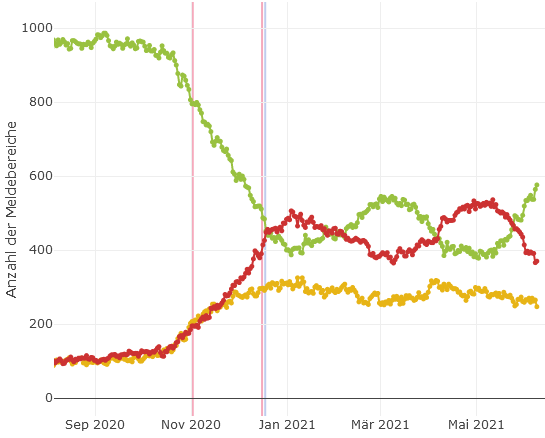 Anzahl der Meldebereiche
1000
800
600
400
200
0
Sep 2020
Nov 2020
Jan 2021
Mär 2021
Mai 2021